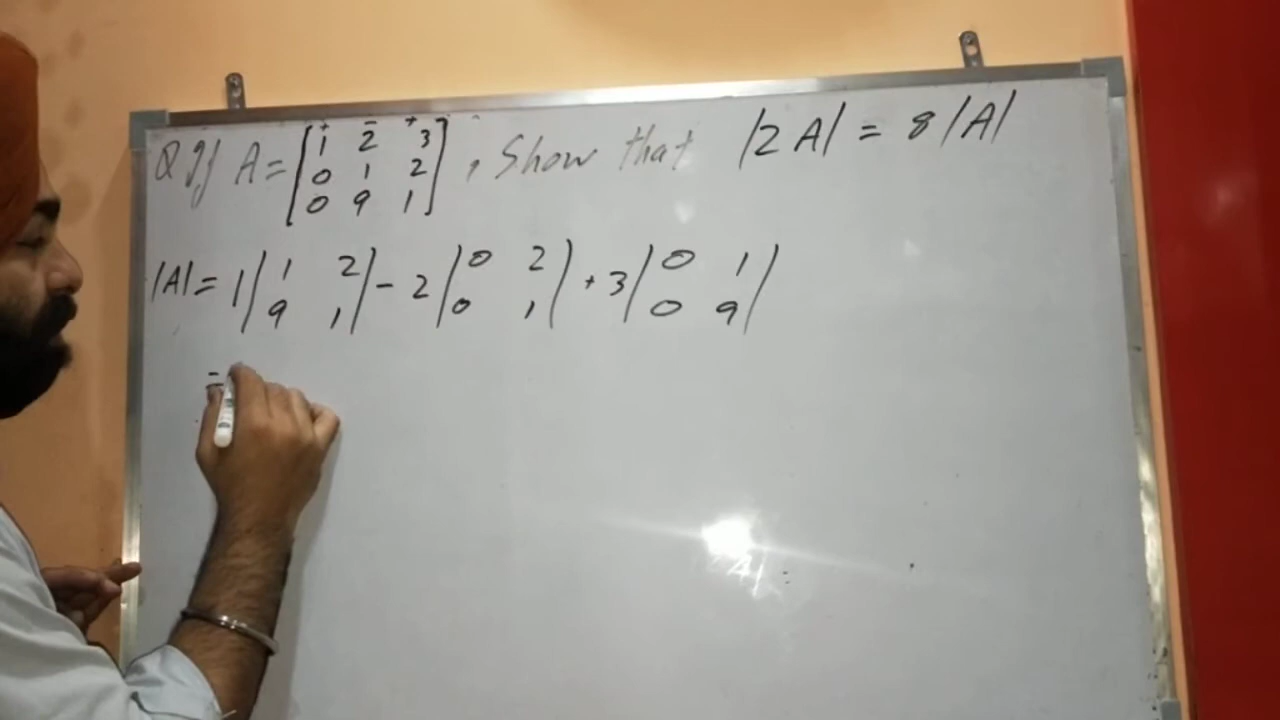 Q If A = [1 2 3
0 1 2
0 9 1], Show that |2A| = 8|A|
|A| = 1 |1 2 9 1| - 2 |0 2 0 1| + 3 |0 1 0 9|
=